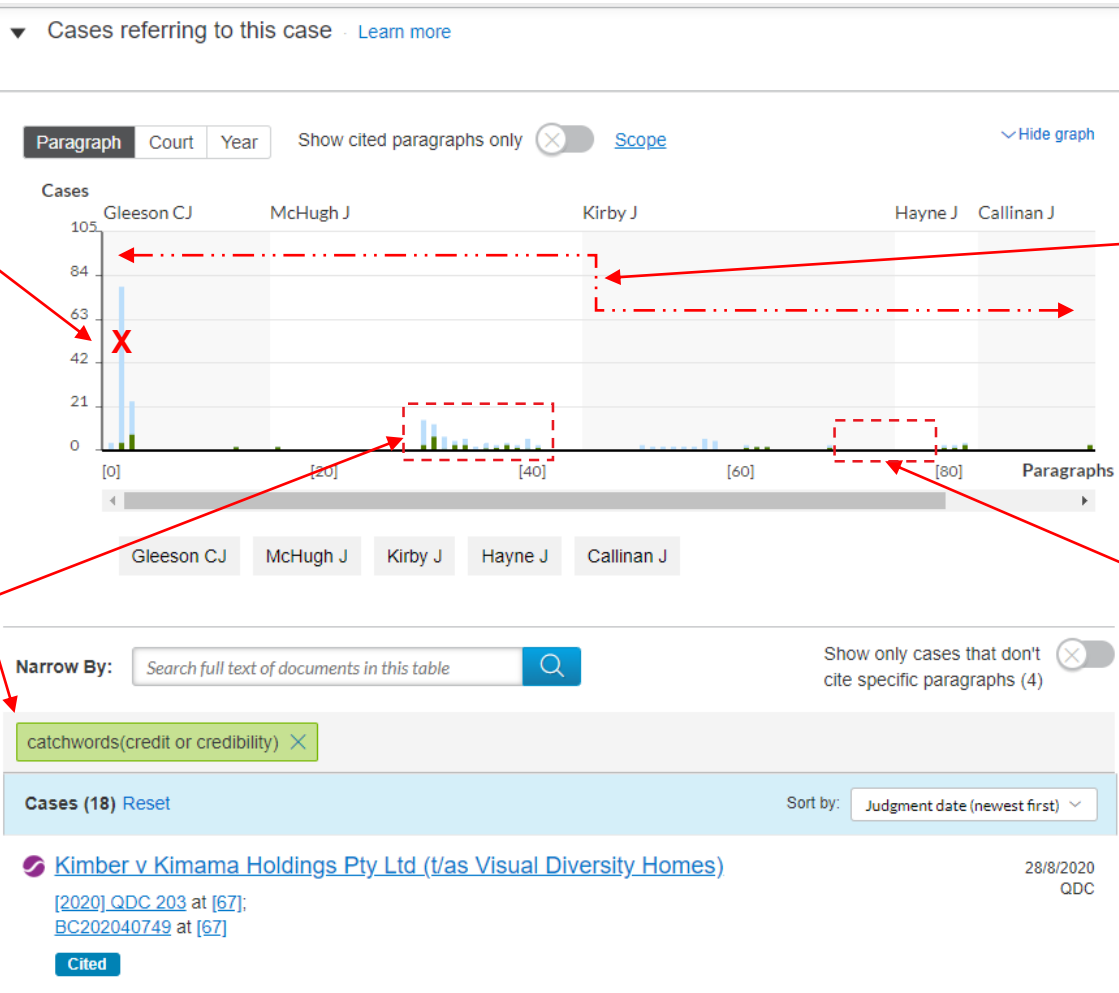 Cases referring to this case · Learn more
Paragraph Court Year Show cited paragraphs only Scope Hide graph
Cases
Gleeson CJ McHugh J Kirby J Hayne J Callinan J
105
84
63
X
42
21
0
[0] [20] [40] [60] [80] Paragraphs
Gleeson CJ McHugh J Kirby J Hayne J Callinan J
Narrow By: Search full text of documents in this table Show only cases that don't
cite specific paragraphs (4)
catchwords(credit or credibility)
Cases (18) Reset Sort by: Judgment date (newest first)
Kimber v Kimama Holdings Pty Ltd (t/as Visual Diversity Homes) 28/8/2020
QDC
[2020] QDC 203 at [67];
BC202040749 at [67]
Cited